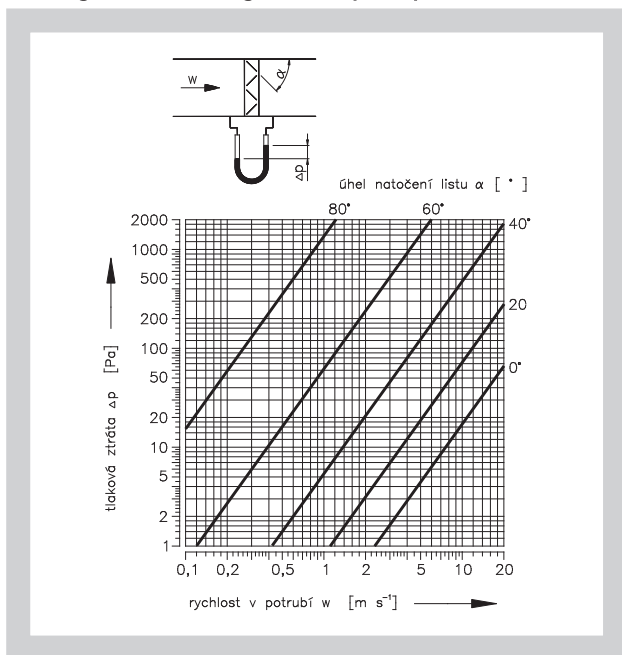 w
α
Δp
úhel natočení listu α [ ° ]
80° 60° 40°
20
0°
2000
1000
500
200
100
50
20
10
5
2
1
tlaková ztráta Δp [Pa]
0,1 0,2 0,5 1 2 5 10 20
rychlost v potrubí w [m s⁻¹]